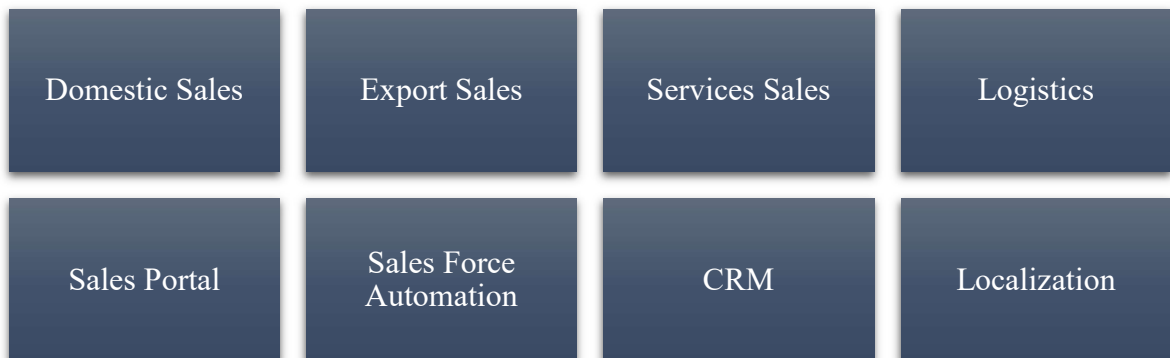 Domestic Sales
Export Sales
Services Sales
Logistics
Sales Portal
Sales Force
Automation
CRM
Localization